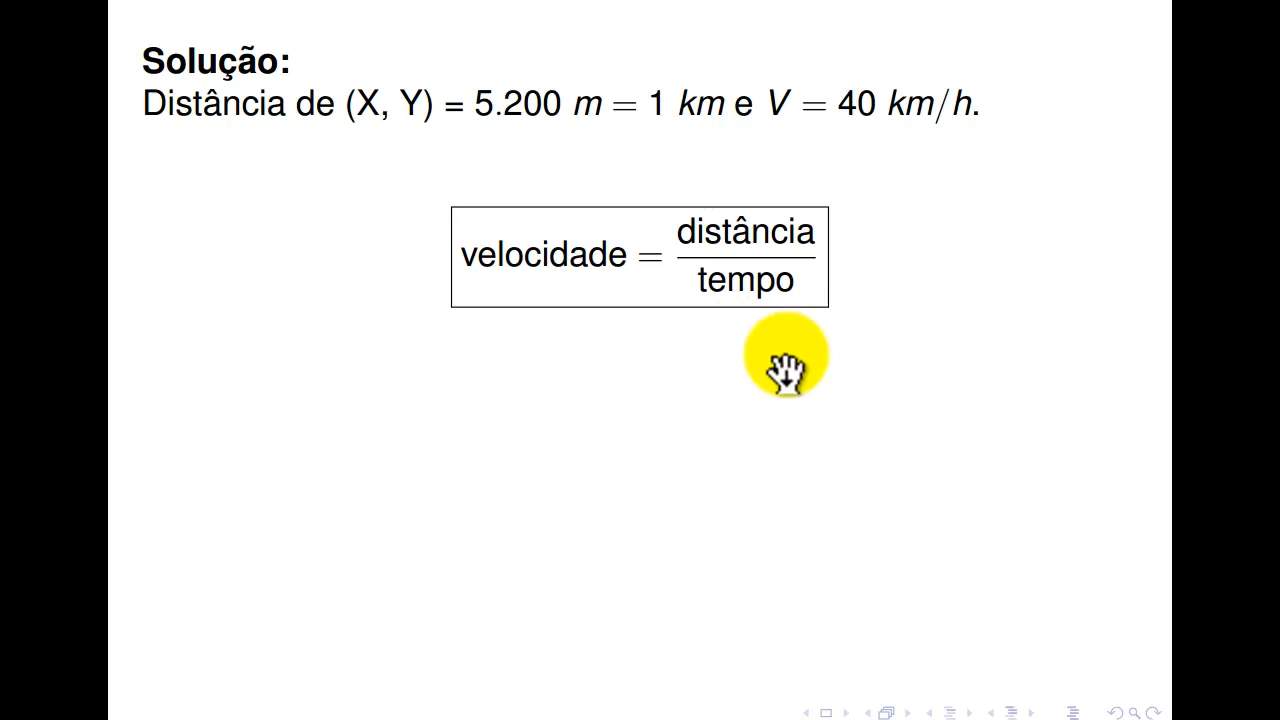 Solução:
Distância de (X, Y) = 5.200 m = 1 km e V = 40 km/h.
velocidade = distância / tempo